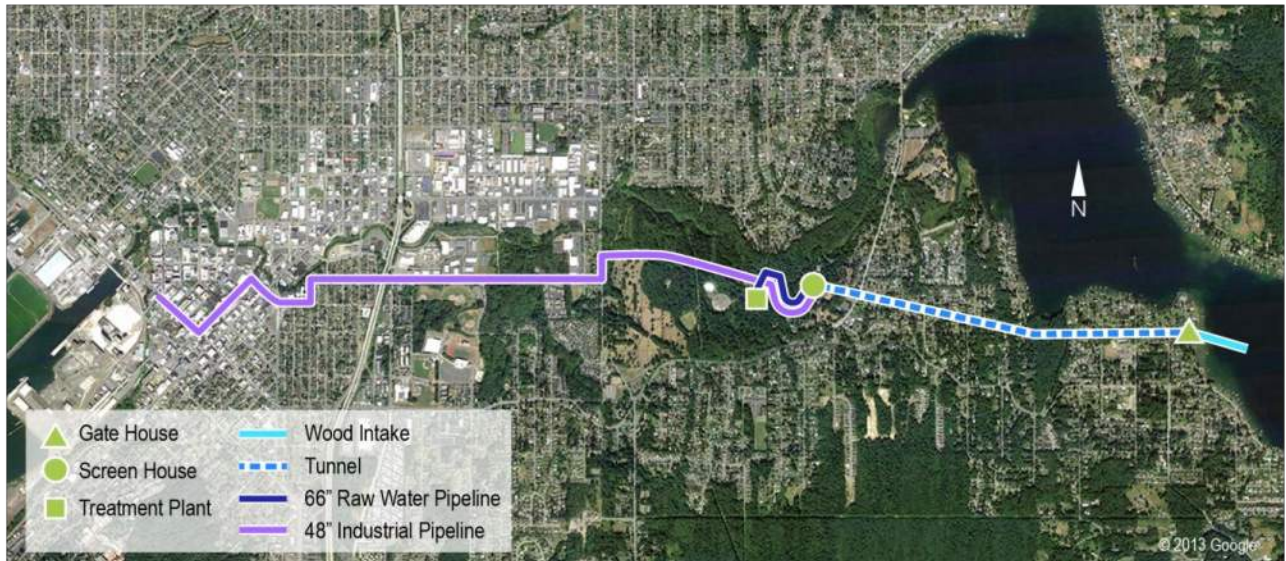 N
Gate House
Screen House
Treatment Plant
Wood Intake
Tunnel
66” Raw Water Pipeline
48” Industrial Pipeline
© 2013 Google